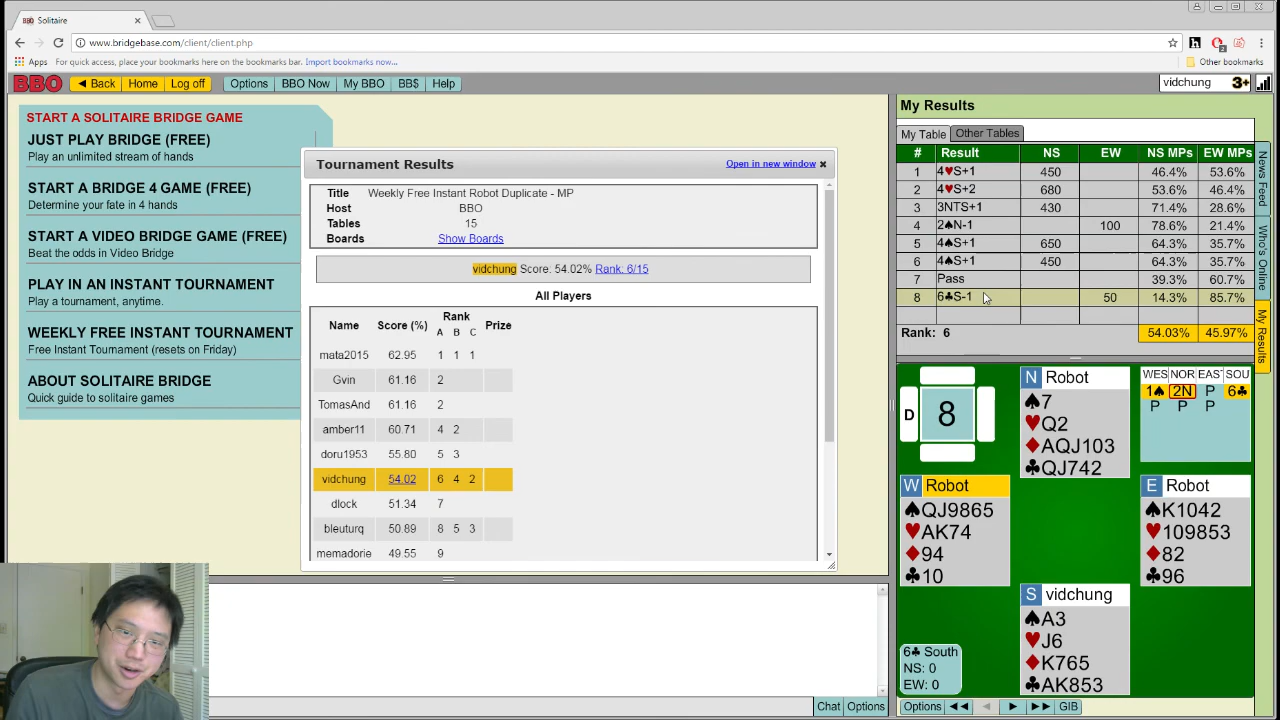 BBO Solitaire
www.bridgebase.com/client/client.php
Apps For quick access, place your bookmarks here on the bookmarks bar. Import bookmarks now... Other bookmarks
BBO Back Home Log off Options BBO Now My BBO BB$ Help vidchung 3+
START A SOLITAIRE BRIDGE GAME
JUST PLAY BRIDGE (FREE)
Play an unlimited stream of hands
START A BRIDGE 4 GAME (FREE)
Determine your fate in 4 hands
START A VIDEO BRIDGE GAME (FREE)
Beat the odds in Video Bridge
PLAY IN AN INSTANT TOURNAMENT
Play a tournament, anytime.
WEEKLY FREE INSTANT TOURNAMENT
Free Instant Tournament (resets on Friday)
ABOUT SOLITAIRE BRIDGE
Quick guide to solitaire games
Tournament Results Open in new window
Title Weekly Free Instant Robot Duplicate - MP
Host BBO
Tables 15
Boards Show Boards
vidchung Score: 54.02% Rank: 6/15
All Players
Name Score (%) Rank Prize
A B C
mata2015 62.95 1 1 1
Gvin 61.16 2
TomasAnd 61.16 2
amber11 60.71 4 2
doru1953 55.80 5 3
vidchung 54.02 6 4 2
dlock 51.34 7
bleuturq 50.89 8 5 3
memadorie 49.55 9
Chat Options
My Results
My Table Other Tables
# Result NS EW NS MPs EW MPs
1 4♥S+1 450 46.4% 53.6%
2 4♥S+2 680 53.6% 46.4%
3 3NTS+1 430 71.4% 28.6%
4 2♠N-1 100 78.6% 21.4%
5 4♠S+1 650 64.3% 35.7%
6 4♠S+1 450 64.3% 35.7%
7 Pass 39.3% 60.7%
8 6♣S-1 50 14.3% 85.7%
Rank: 6 54.03% 45.97%
News Feed
Who's Online
My Results
D 8
N Robot
♠7
♥Q2
♦AQJ103
♣QJ742
WES NOR EAST SOU
1♠ 2N P 6♣
P P P
W Robot
♠QJ9865
♥AK74
♦94
♣10
E Robot
♠K1042
♥109853
♦82
♣96
S vidchung
♠A3
♥J6
♦K765
♣AK853
6♣ South
NS: 0
EW: 0
Options GIB